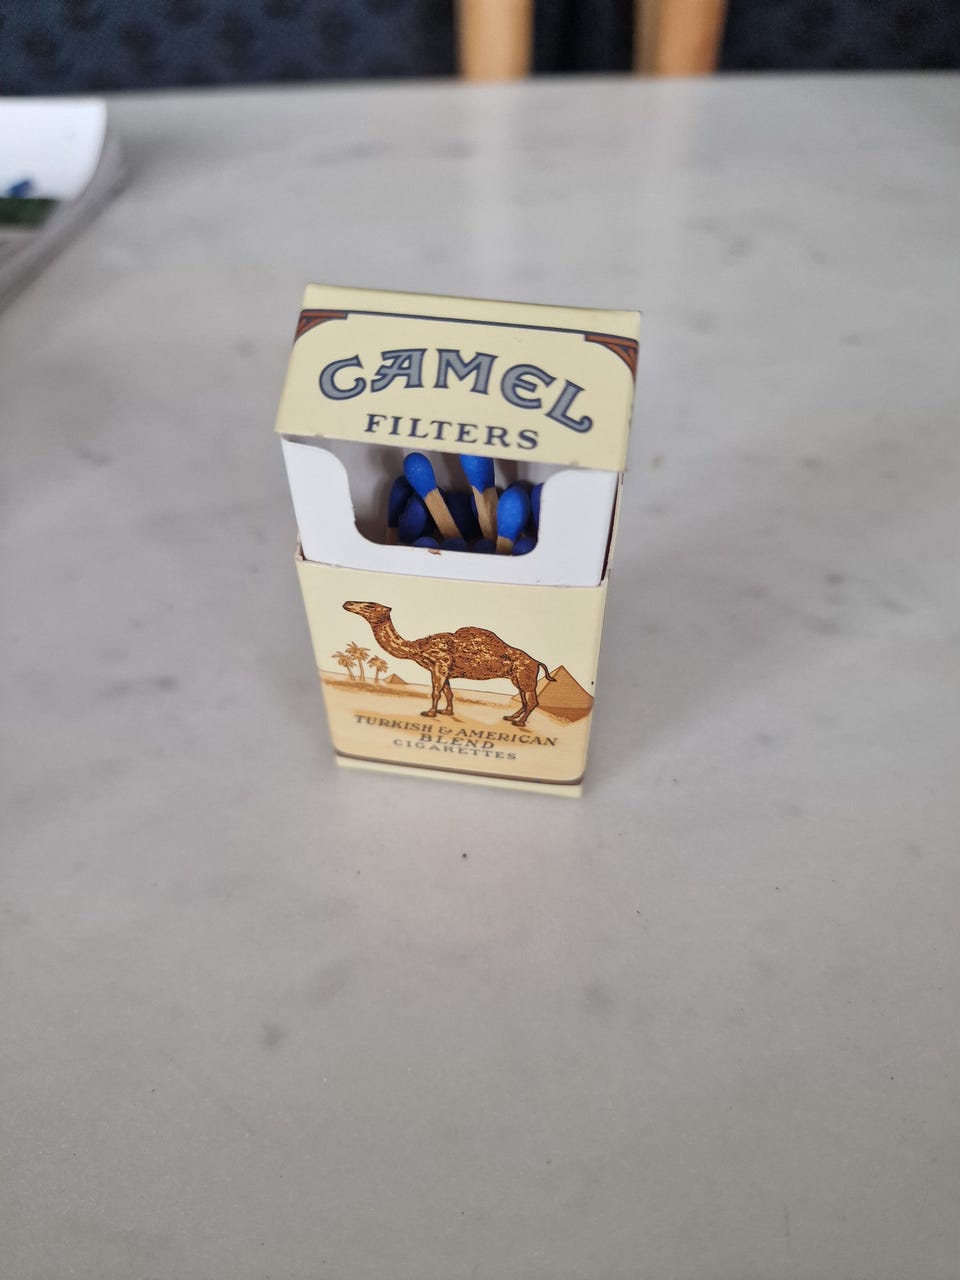 CAMEL
FILTERS
TURKISH & AMERICAN
BLEND
CIGARETTES